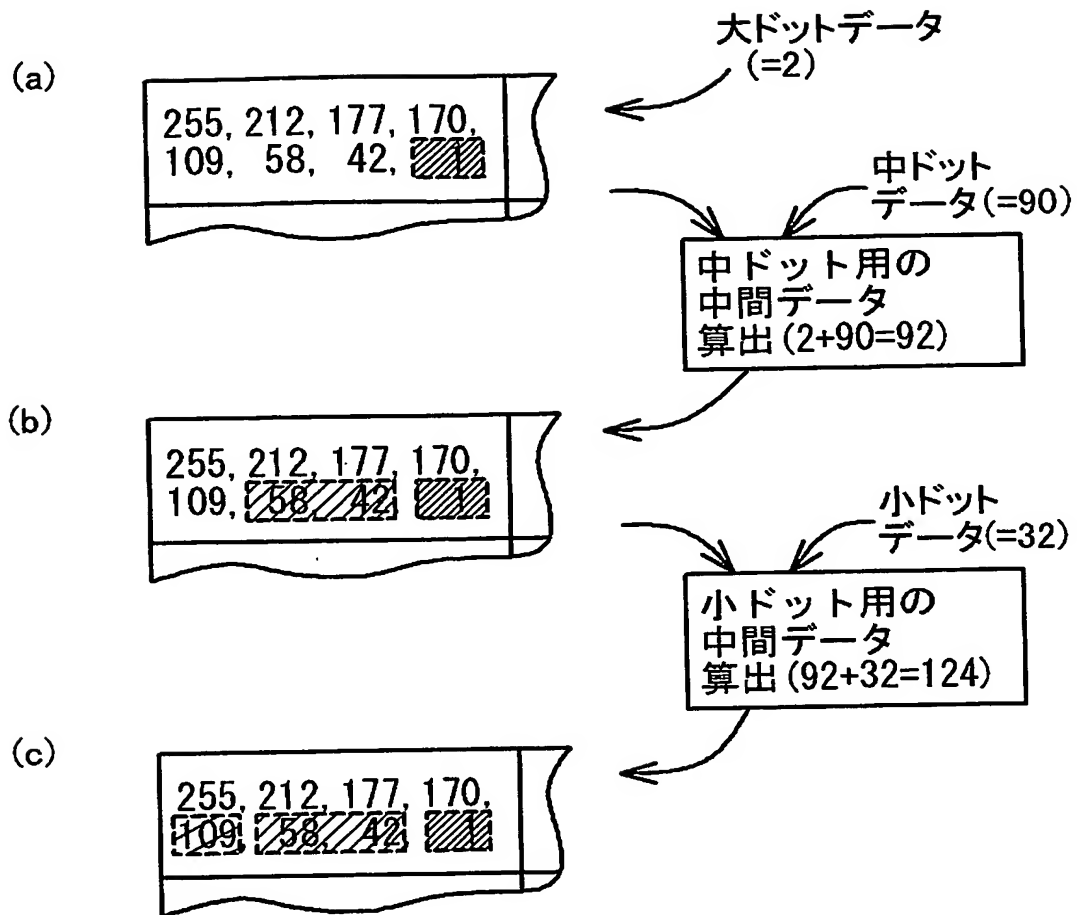 大ドットデータ
(=2)
(a)
255, 212, 177, 170,
109, 58, 42, 1
中ドット
データ(=90)
中ドット用の
中間データ
算出(2+90=92)
(b)
255, 212, 177, 170,
109, 58 42 1
小ドット
データ(=32)
小ドット用の
中間データ
算出(92+32=124)
(c)
255, 212, 177, 170,
109, 58, 42 1